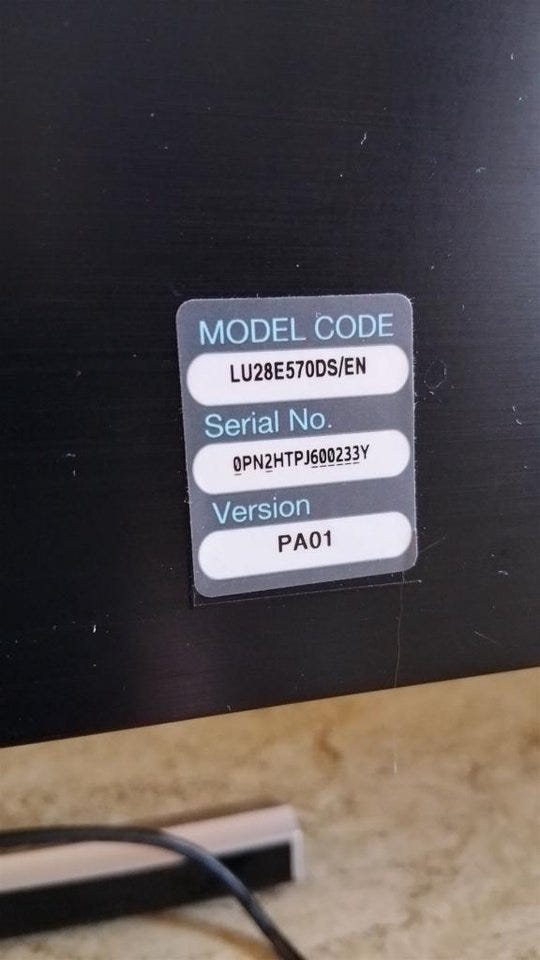 MODEL CODE
LU28E570DS/EN
Serial No.
0PN2HTPJ600233Y
Version
PA01